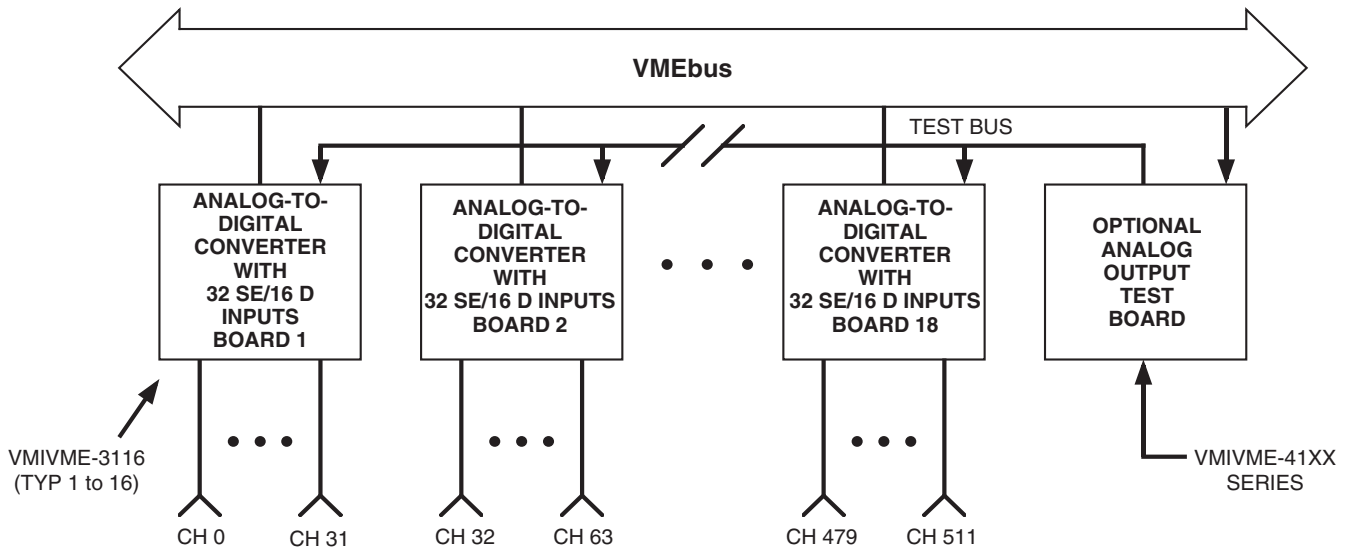 VMEbus
TEST BUS
ANALOG-TO-
DIGITAL
CONVERTER
WITH
32 SE/16 D
INPUTS
BOARD 1
ANALOG-TO-
DIGITAL
CONVERTER
WITH
32 SE/16 D INPUTS
BOARD 2
ANALOG-TO-
DIGITAL
CONVERTER
WITH
32 SE/16 D INPUTS
BOARD 18
OPTIONAL
ANALOG
OUTPUT
TEST
BOARD
VMIVME-3116
(TYP 1 to 16)
VMIVME-41XX
SERIES
CH 0
CH 31
CH 32
CH 63
CH 479
CH 511